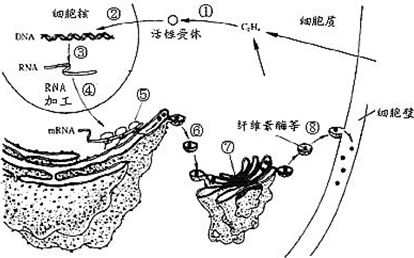 细胞核
②
①
细胞质
DNA
活性受体
C₂H₄
③
RNA
RNA
加工
④
⑤
mRNA
⑥
⑦
纤维素酶等
⑧
细胞壁